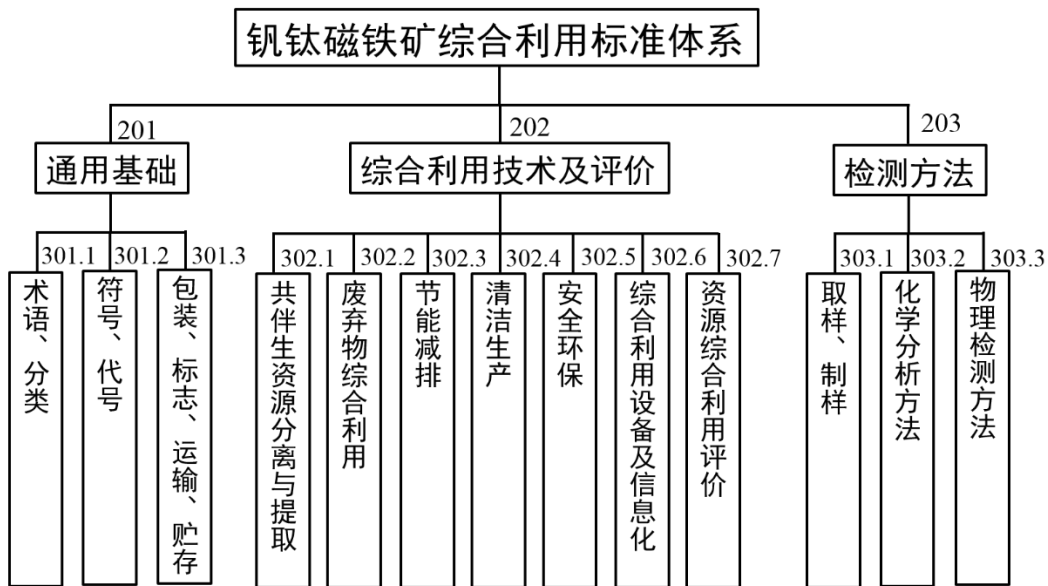 钒钛磁铁矿综合利用标准体系
201
通用基础
202
综合利用技术及评价
203
检测方法
301.1
术语、分类
301.2
符号、代号
301.3
包装、标志、运输、贮存
302.1
共伴生资源分离与提取
302.2
废弃物综合利用
302.3
节能减排
302.4
清洁生产
302.5
安全环保
302.6
综合利用设备及信息化
302.7
资源综合利用评价
303.1
取样、制样
303.2
化学分析方法
303.3
物理检测方法